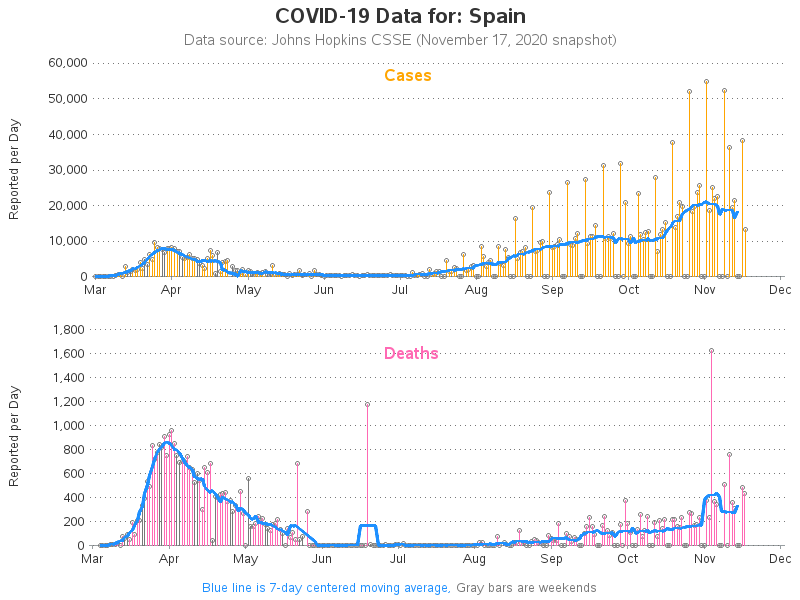 COVID-19 Data for: Spain
Data source: Johns Hopkins CSSE (November 17, 2020 snapshot)
Cases
Reported per Day
60,000
50,000
40,000
30,000
20,000
10,000
0
Mar Apr May Jun Jul Aug Sep Oct Nov Dec
Deaths
Reported per Day
1,800
1,600
1,400
1,200
1,000
800
600
400
200
0
Mar Apr May Jun Jul Aug Sep Oct Nov Dec
Blue line is 7-day centered moving average, Gray bars are weekends